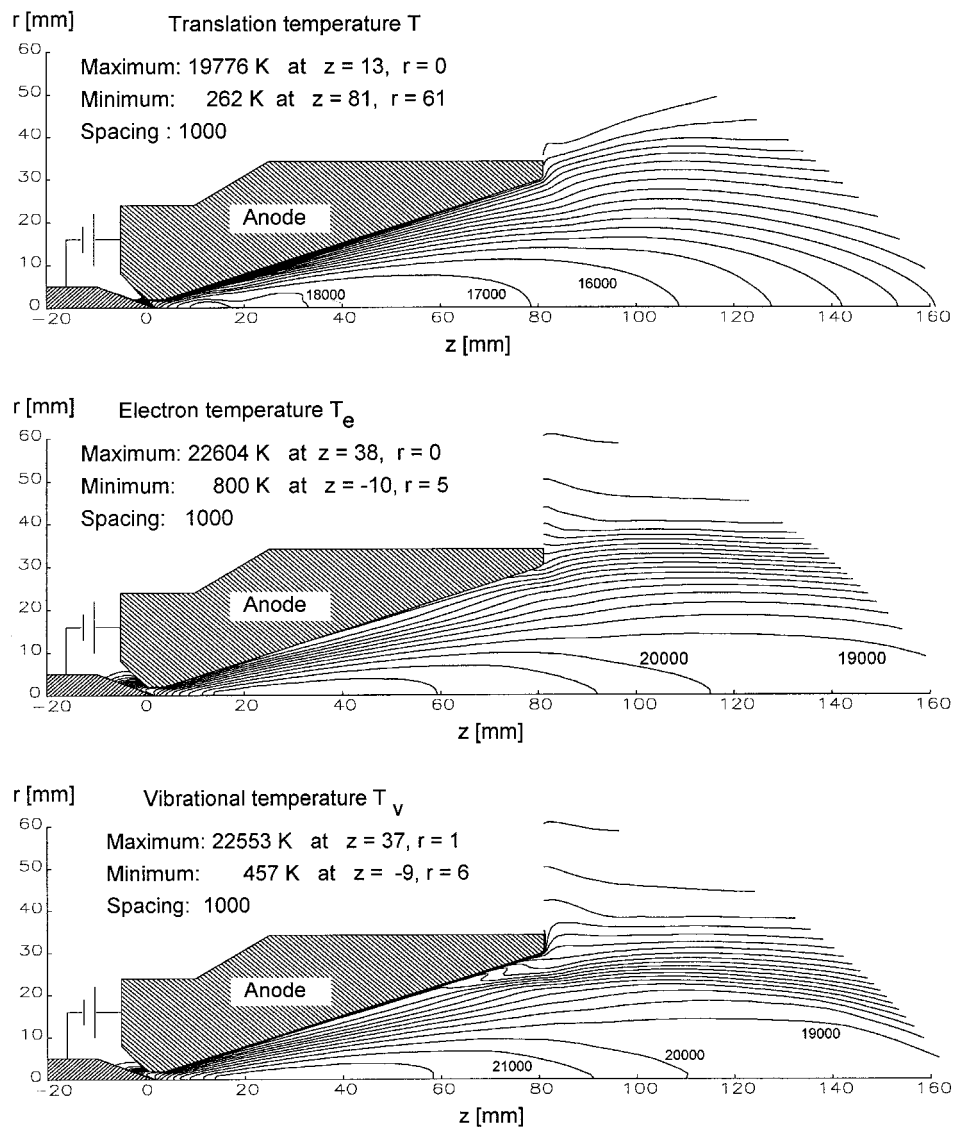 r [mm] Translation temperature T
60
Maximum: 19776 K at z = 13, r = 0
50
Minimum: 262 K at z = 81, r = 61
40
Spacing : 1000
30
20
Anode
10
18000
17000
16000
0
-20 0 20 40 60 80 100 120 140 160
z [mm]
r [mm] Electron temperature Te
60
Maximum: 22604 K at z = 38, r = 0
50
Minimum: 800 K at z = -10, r = 5
40
Spacing: 1000
30
20
Anode
10
20000
19000
0
-20 0 20 40 60 80 100 120 140 160
z [mm]
r [mm] Vibrational temperature Tv
60
Maximum: 22553 K at z = 37, r = 1
50
Minimum: 457 K at z = -9, r = 6
40
Spacing: 1000
30
20
Anode
10
21000
20000
19000
0
-20 0 20 40 60 80 100 120 140 160
z [mm]